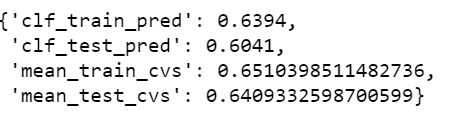 {'clf_train_pred': 0.6394,
'clf_test_pred': 0.6041,
'mean_train_cvs': 0.6510398511482736,
'mean_test_cvs': 0.6409332598700599}